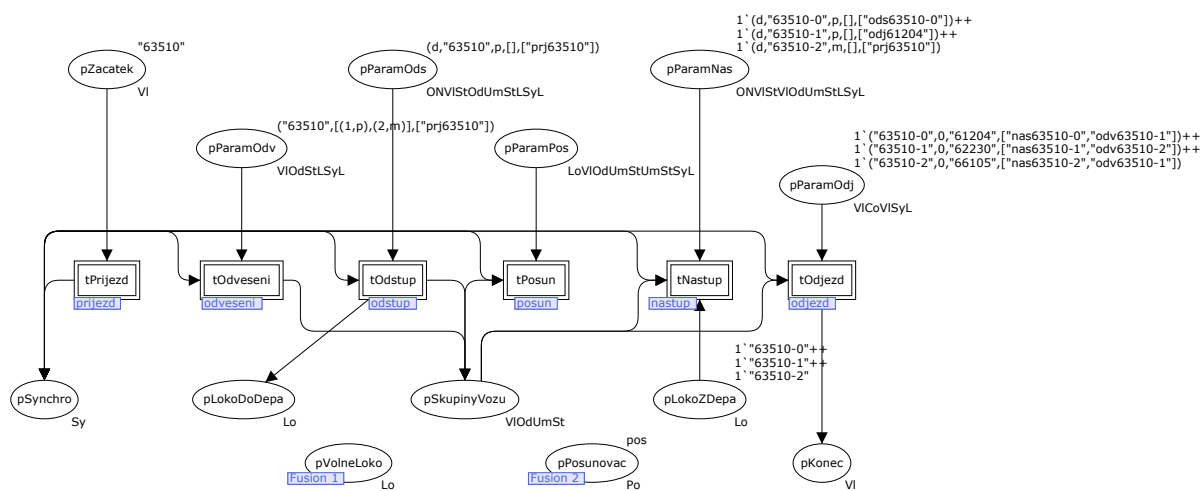 1`(d,"63510-0",p,[],["ods63510-0"])++
1`(d,"63510-1",p,[],["odj61204"])++
1`(d,"63510-2",m,[],["prj63510"])
"63510"
(d,"63510",p,[],["prj63510"])
pZacatek
pParamOds
pParamNas
Vl
ONVlStOdUmStLSyL
ONVlStVlOdUmStLSyL
("63510",[(1,p),(2,m)],["prj63510"])
1`("63510-0",0,"61204",["nas63510-0","odv63510-1"])++
1`("63510-1",0,"62230",["nas63510-1","odv63510-2"])++
1`("63510-2",0,"66105",["nas63510-2","odv63510-1"])
pParamOdv
pParamPos
VlOdStLSyL
LoVlOdUmStUmStSyL
pParamOdj
VlCoVlSyL
tPrijezd
tOdveseni
tOdstup
tPosun
tNastup
tOdjezd
prijezd
odveseni
odstup
posun
nastup
odjezd
1`"63510-0"++
1`"63510-1"++
1`"63510-2"
pSynchro
pLokoDoDepa
pSkupinyVozu
pLokoZDepa
Sy
Lo
VlOdUmSt
Lo
pos
pVolneLoko
pPosunovac
pKonec
Fusion 1
Fusion 2
Lo
Po
Vl